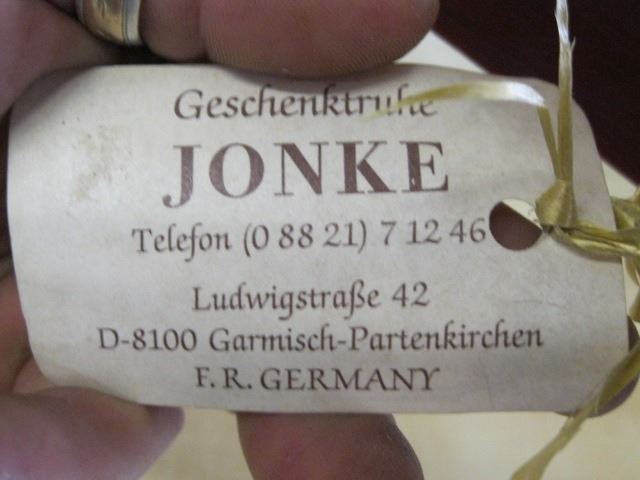 Geschenktruhe
JONKE
Telefon (0 88 21) 7 12 46
Ludwigstraße 42
D-8100 Garmisch-Partenkirchen
F. R. GERMANY